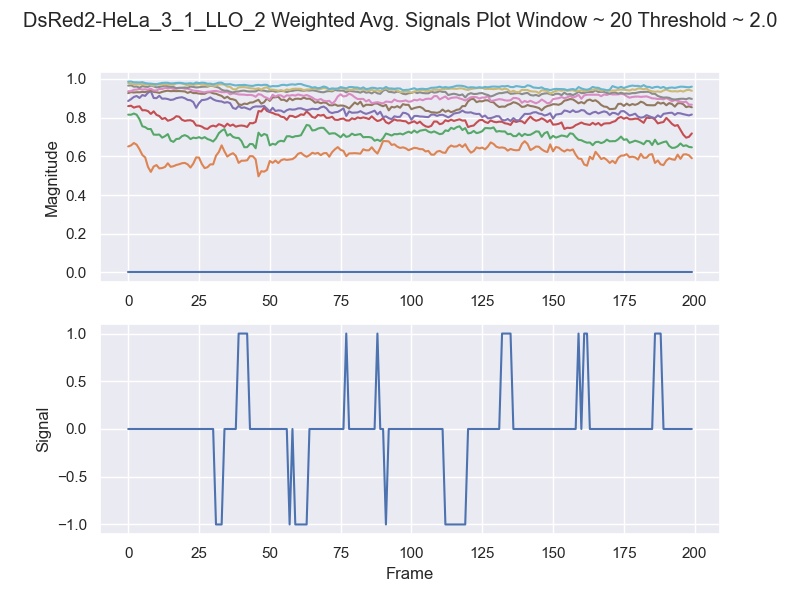 DsRed2-HeLa_3_1_LLO_2 Weighted Avg. Signals Plot Window ~ 20 Threshold ~ 2.0
1.0
0.8
0.6
0.4
0.2
0.0
Magnitude
0 25 50 75 100 125 150 175 200
1.0
0.5
0.0
−0.5
−1.0
Signal
0 25 50 75 100 125 150 175 200
Frame